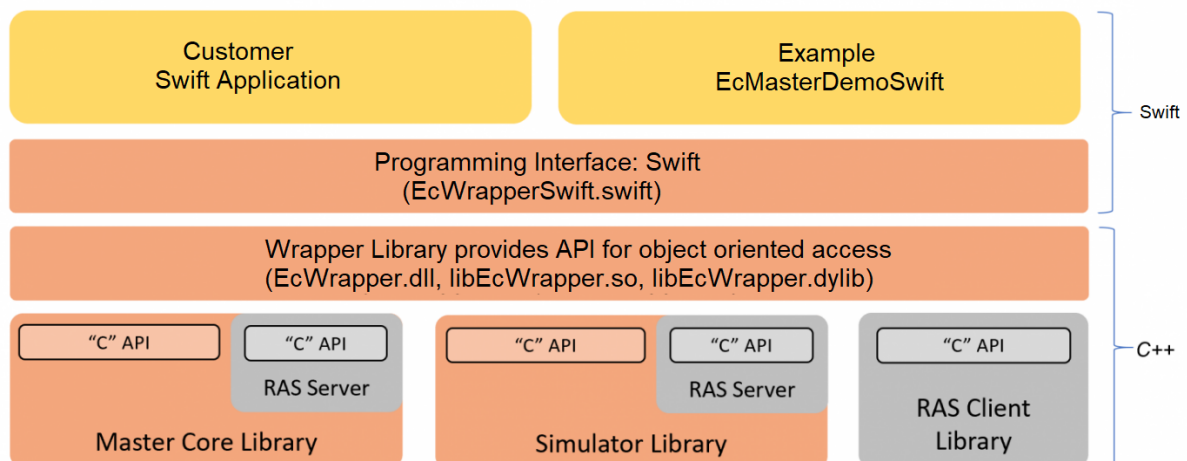 Customer
Swift Application
Example
EcMasterDemoSwift
Swift
Programming Interface: Swift
(EcWrapperSwift.swift)
Wrapper Library provides API for object oriented access
(EcWrapper.dll, libEcWrapper.so, libEcWrapper.dylib)
“C” API
“C” API
RAS Server
Master Core Library
“C” API
“C” API
RAS Server
Simulator Library
“C” API
RAS Client
Library
C++